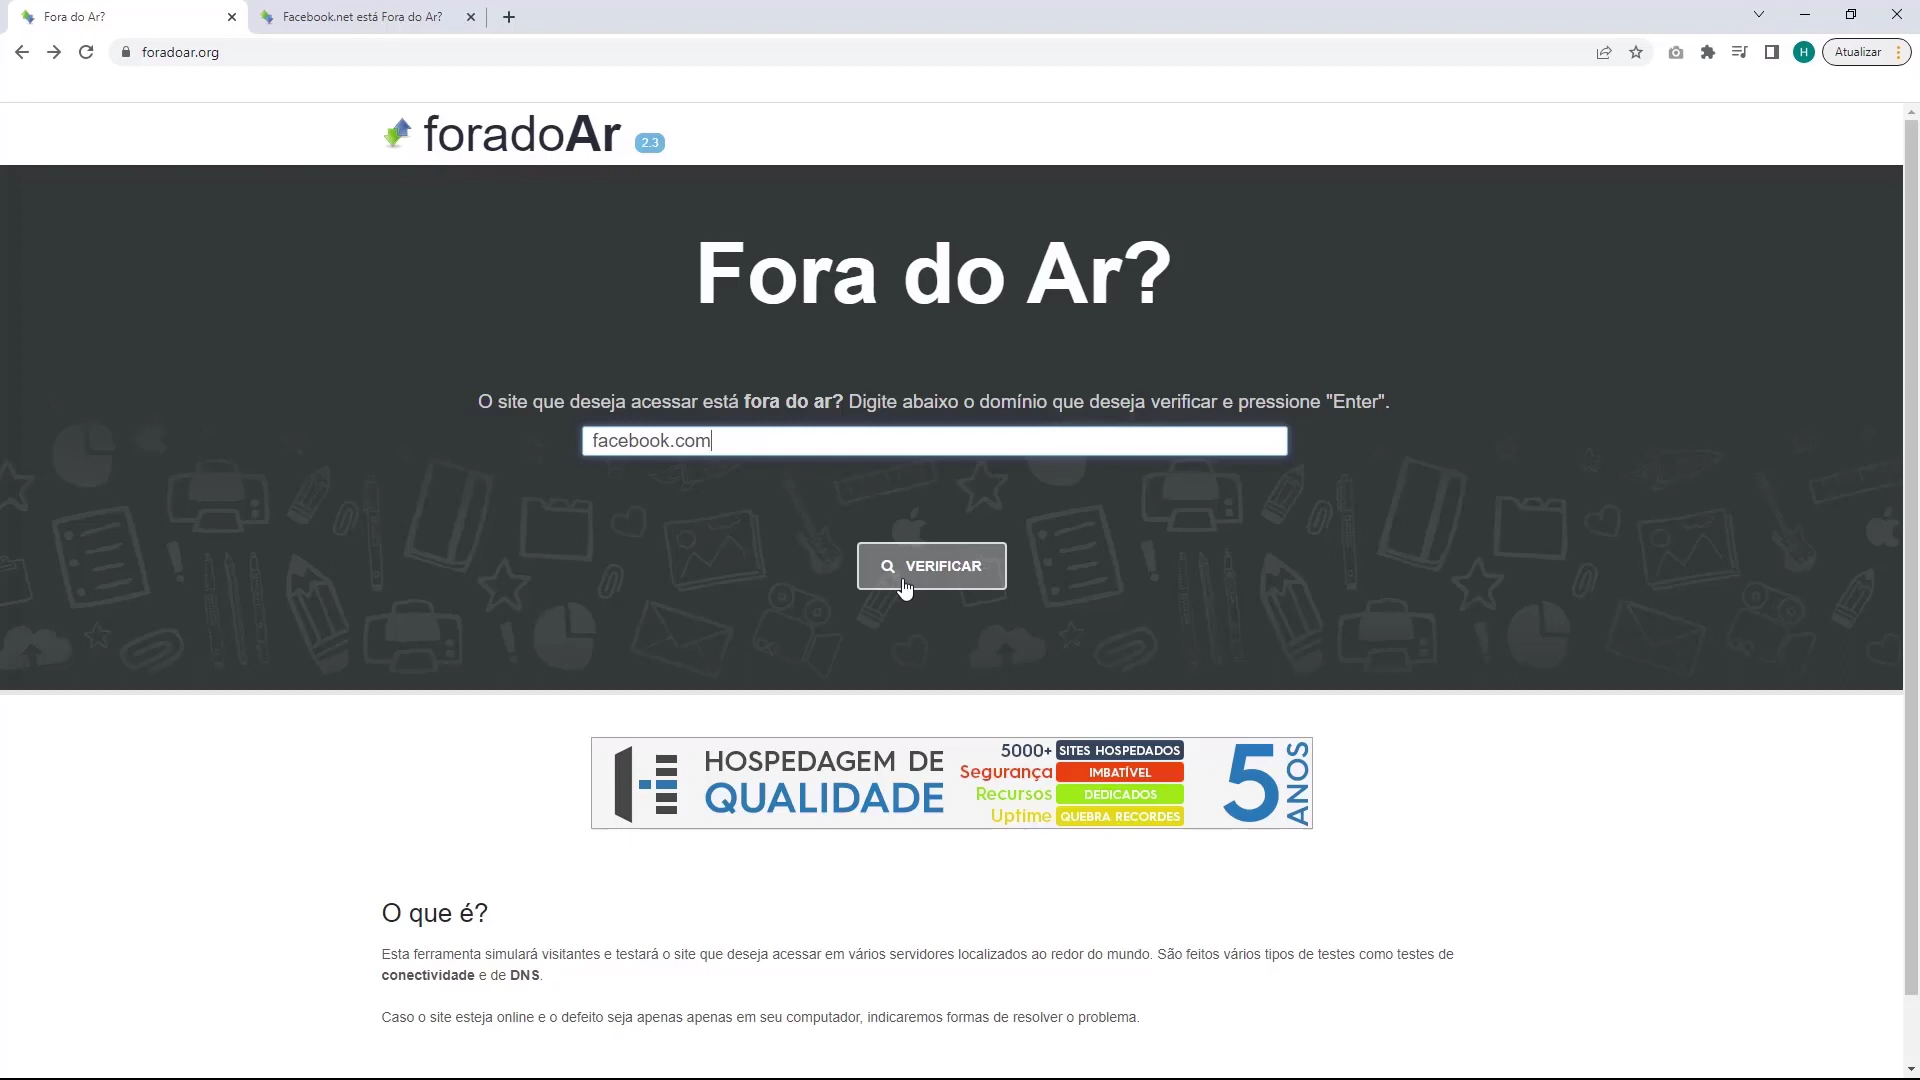 Fora do Ar?
Facebook.net está Fora do Ar?
foradoar.org
H
Atualizar
foradoAr 2.3
Fora do Ar?
O site que deseja acessar está fora do ar? Digite abaixo o domínio que deseja verificar e pressione "Enter".
facebook.com
VERIFICAR
HOSPEDAGEM DE
QUALIDADE
5000+ SITES HOSPEDADOS
Segurança IMBATÍVEL
Recursos DEDICADOS
Uptime QUEBRA RECORDES
5 ANOS
O que é?
Esta ferramenta simulará visitantes e testará o site que deseja acessar em vários servidores localizados ao redor do mundo. São feitos vários tipos de testes como testes de
conectividade e de DNS.
Caso o site esteja online e o defeito seja apenas apenas em seu computador, indicaremos formas de resolver o problema.